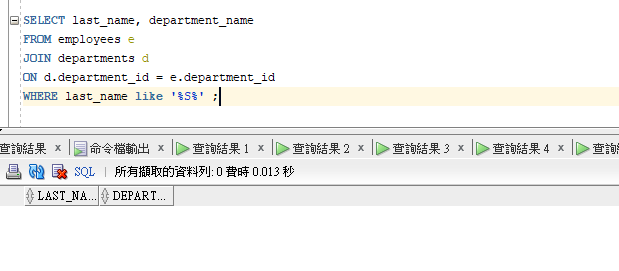 SELECT last_name, department_name
FROM employees e
JOIN departments d
ON d.department_id = e.department_id
WHERE last_name like '%S%' ;
查詢結果 x 命令檔輸出 x 查詢結果 1 x 查詢結果 2 x 查詢結果 3 x 查詢結果 4 x 查詢
SQL | 所有擷取的資料列: 0 費時 0.013 秒
LAST_NA... DEPART...